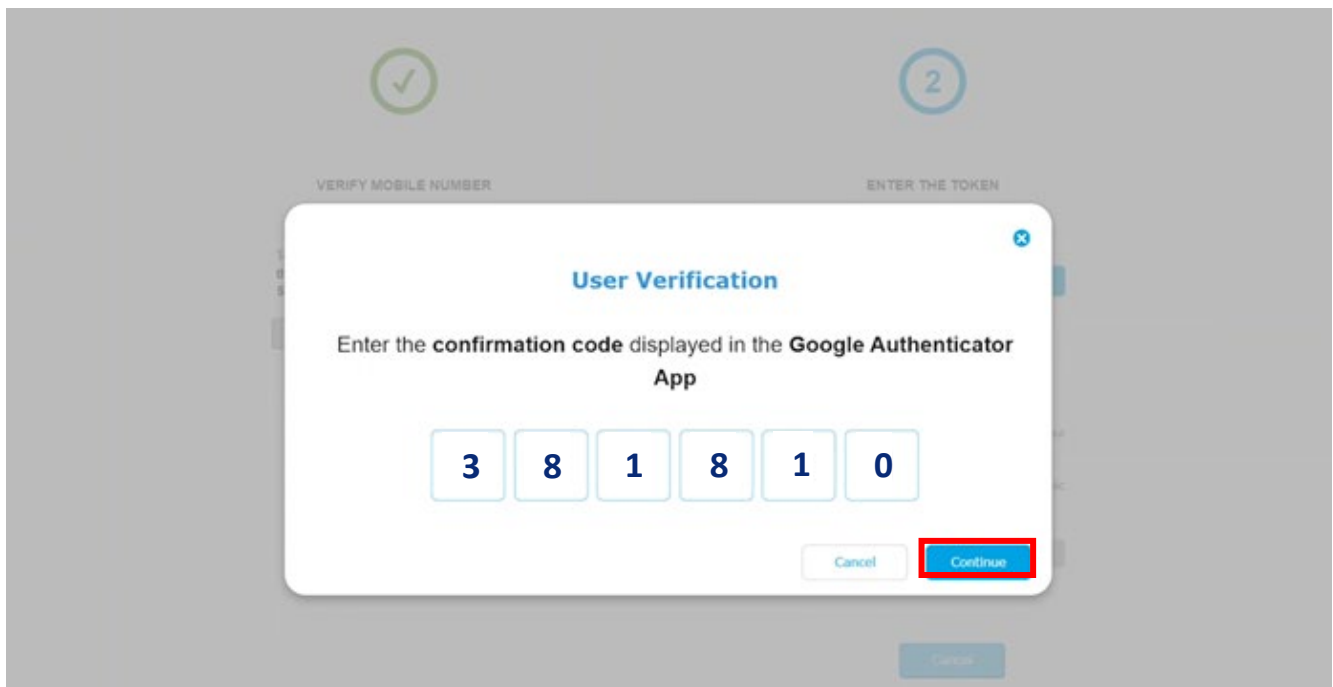 2
VERIFY MOBILE NUMBER
ENTER THE TOKEN
User Verification
Enter the confirmation code displayed in the Google Authenticator
App
3 8 1 8 1 0
Cancel Continue
Cancel